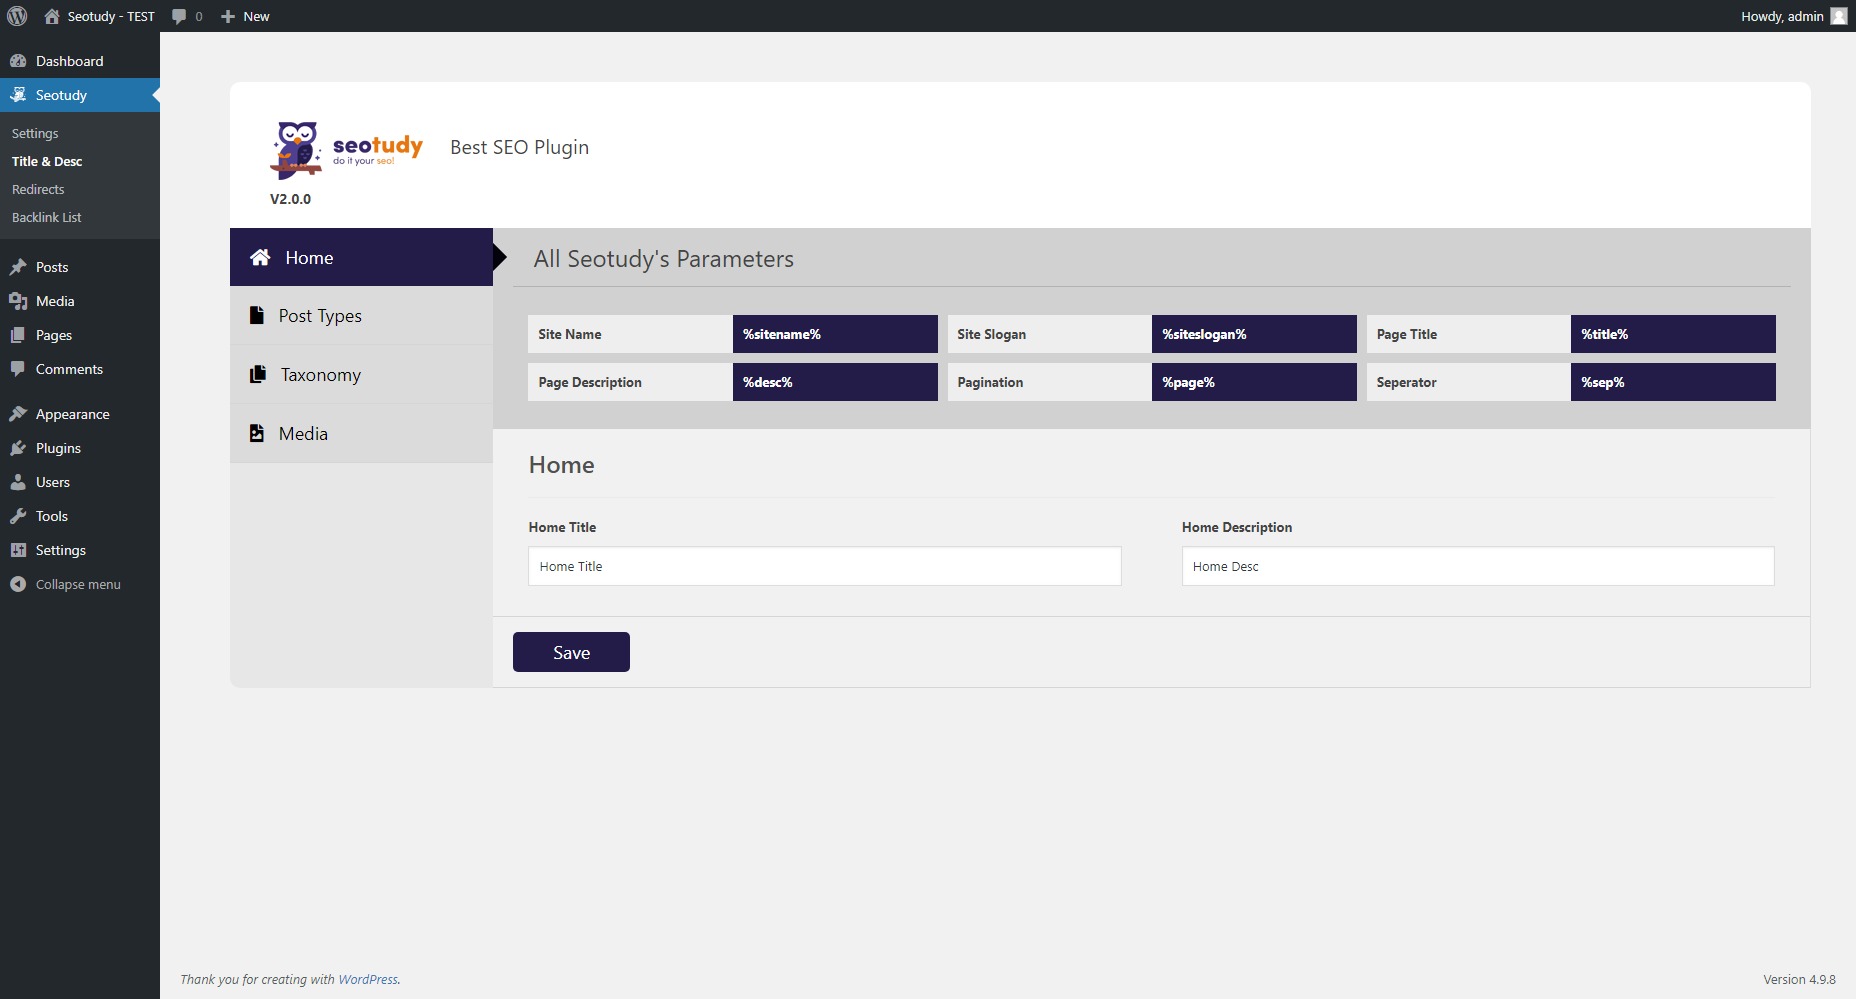 Seotudy - TEST
0
New
Howdy, admin
Dashboard
Seotudy
Settings
Title & Desc
Redirects
Backlink List
Posts
Media
Pages
Comments
Appearance
Plugins
Users
Tools
Settings
Collapse menu
seotudy
do it your seo!
Best SEO Plugin
V2.0.0
Home
Post Types
Taxonomy
Media
All Seotudy's Parameters
Site Name %sitename% Site Slogan %siteslogan% Page Title %title%
Page Description %desc% Pagination %page% Seperator %sep%
Home
Home Title Home Description
Home Title Home Desc
Save
Thank you for creating with WordPress.
Version 4.9.8